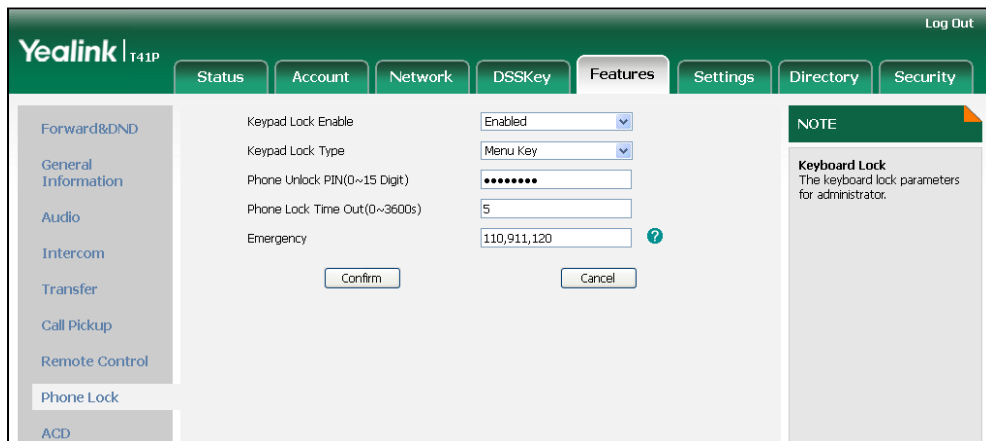 Log Out
Yealink | T41P
Status Account Network DSSKey Features Settings Directory Security
Forward&DND
General
Information
Audio
Intercom
Transfer
Call Pickup
Remote Control
Phone Lock
ACD
Keypad Lock Enable Enabled
Keypad Lock Type Menu Key
Phone Unlock PIN(0~15 Digit) ••••••••
Phone Lock Time Out(0~3600s) 5
Emergency 110,911,120 ?
Confirm Cancel
NOTE
Keyboard Lock
The keyboard lock parameters
for administrator.